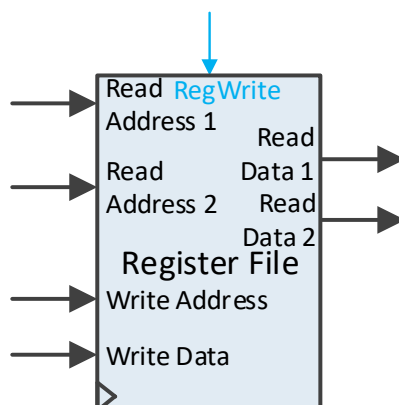 Read RegWrite
Address 1
Read
Data 1
Read
Address 2
Read
Data 2
Register File
Write Address
Write Data